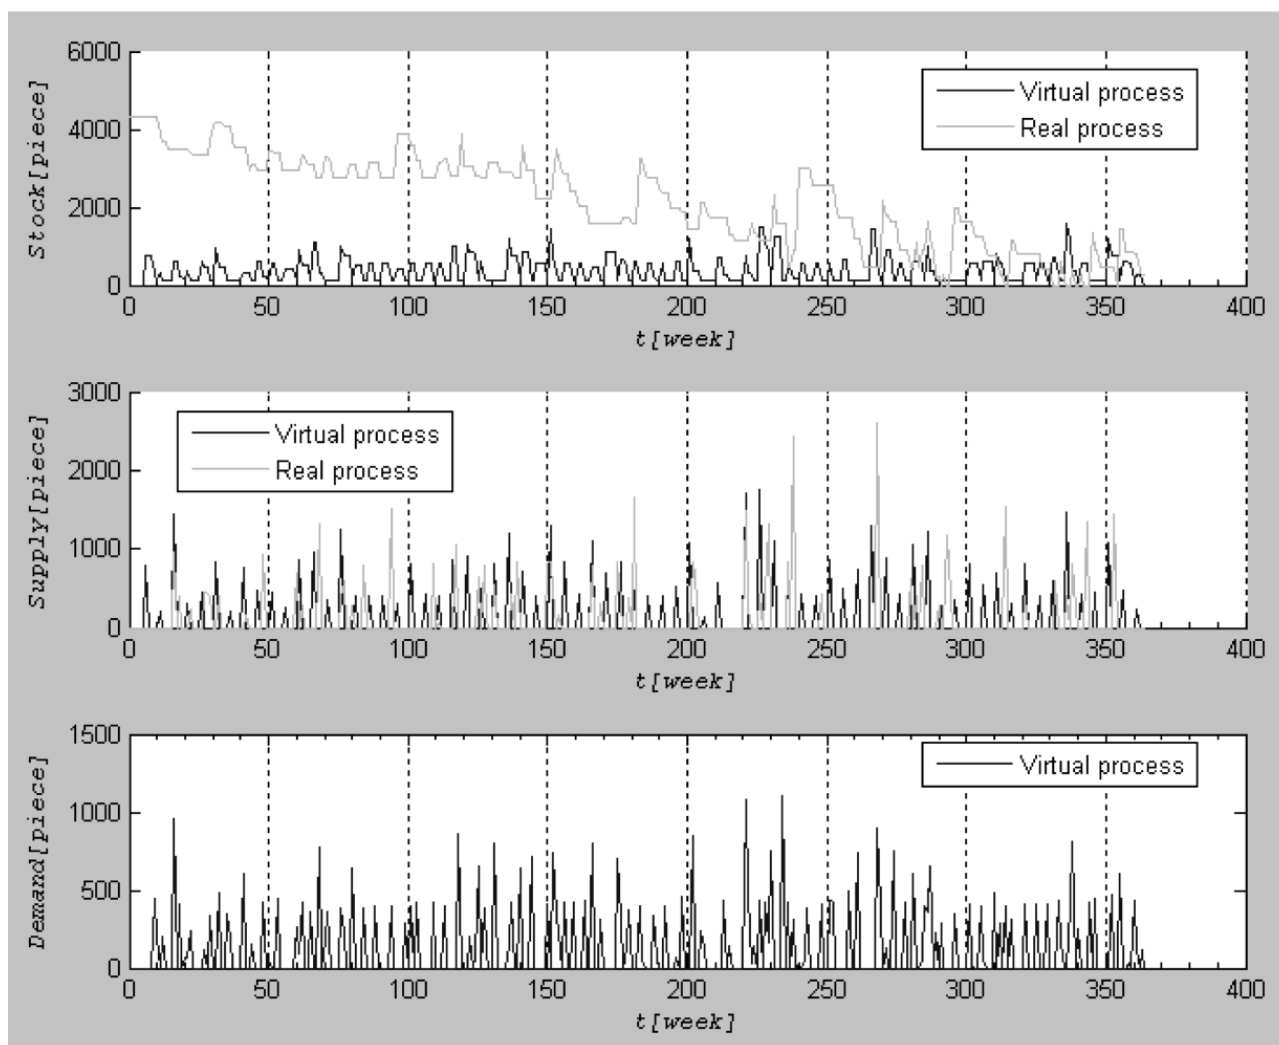 6000
4000
2000
0
Stock[piece]
Virtual process
Real process
0 50 100 150 200 250 300 350 400
t[week]
3000
2000
1000
0
Supply[piece]
Virtual process
Real process
0 50 100 150 200 250 300 350 400
t[week]
1500
1000
500
0
Demand[piece]
Virtual process
0 50 100 150 200 250 300 350 400
t[week]